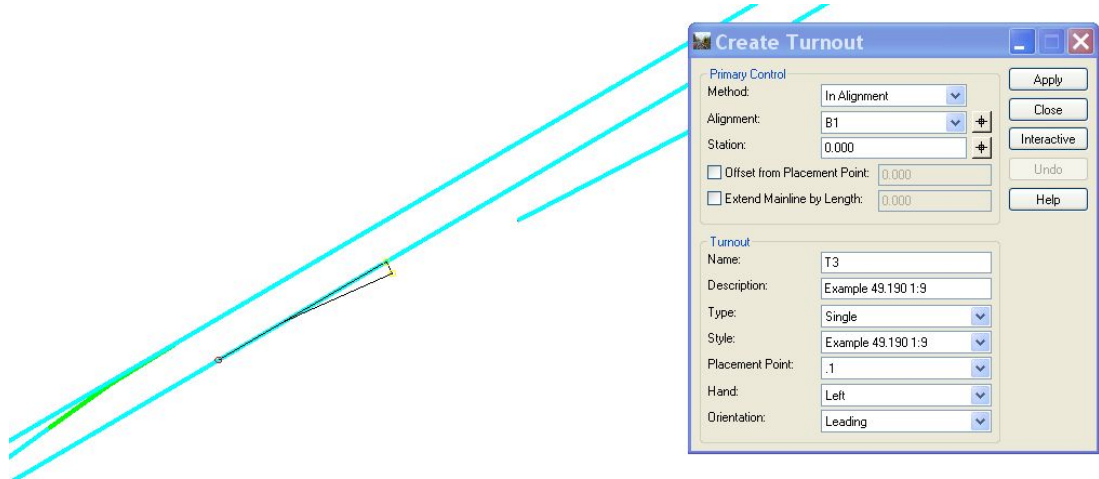 Create Turnout
Primary Control
Method: In Alignment
Alignment: B1
Station: 0.000
Offset from Placement Point: 0.000
Extend Mainline by Length: 0.000
Apply
Close
Interactive
Undo
Help
Turnout
Name: T3
Description: Example 49.190 1:9
Type: Single
Style: Example 49.190 1:9
Placement Point: .1
Hand: Left
Orientation: Leading